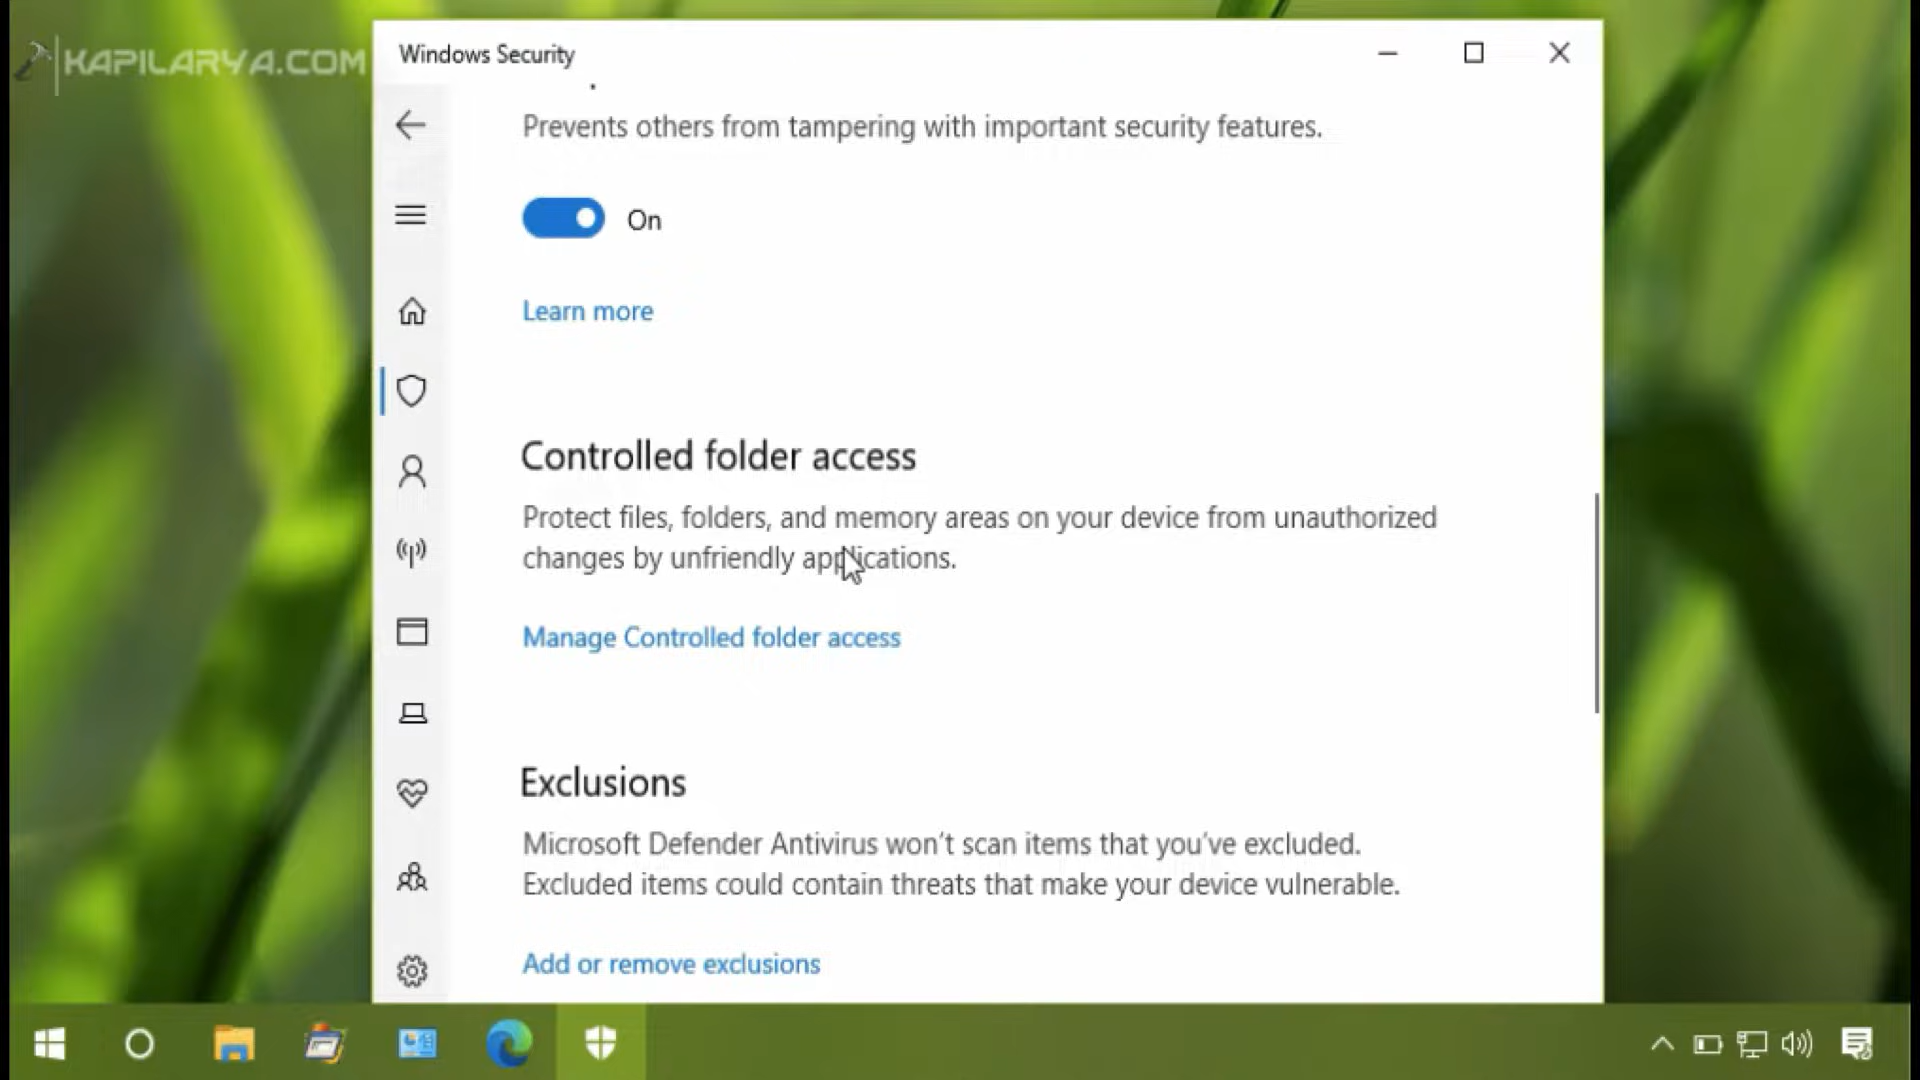 KAPILARYA.COM
Windows Security
Prevents others from tampering with important security features.
On
Learn more
Controlled folder access
Protect files, folders, and memory areas on your device from unauthorized
changes by unfriendly applications.
Manage Controlled folder access
Exclusions
Microsoft Defender Antivirus won't scan items that you've excluded.
Excluded items could contain threats that make your device vulnerable.
Add or remove exclusions